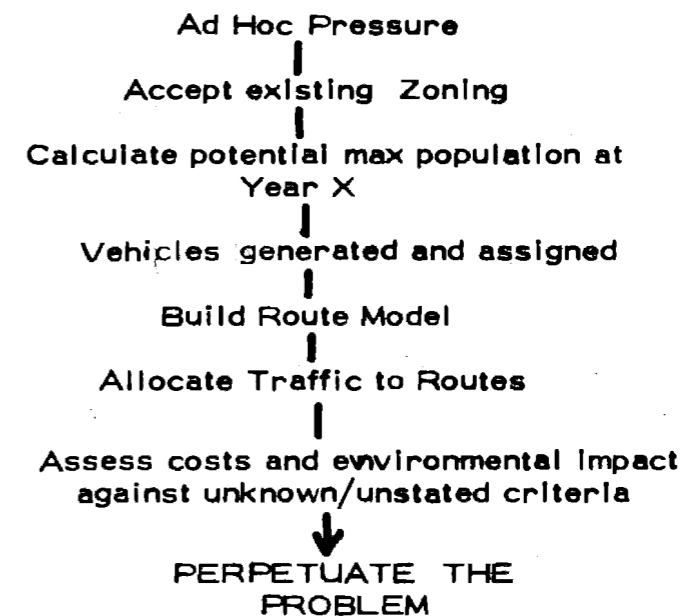 Ad Hoc Pressure
Accept existing Zoning
Calculate potential max population at
Year X
Vehicles generated and assigned
Build Route Model
Allocate Traffic to Routes
Assess costs and environmental impact
against unknown/unstated criteria
PERPETUATE THE
PROBLEM